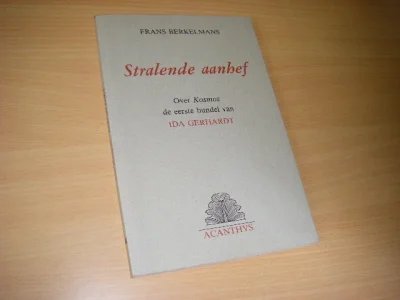 FRANS BERKELMANS
Stralende aanhef
Over Kosmos
de eerste bundel van
IDA GERHARDT
ACANTHVS